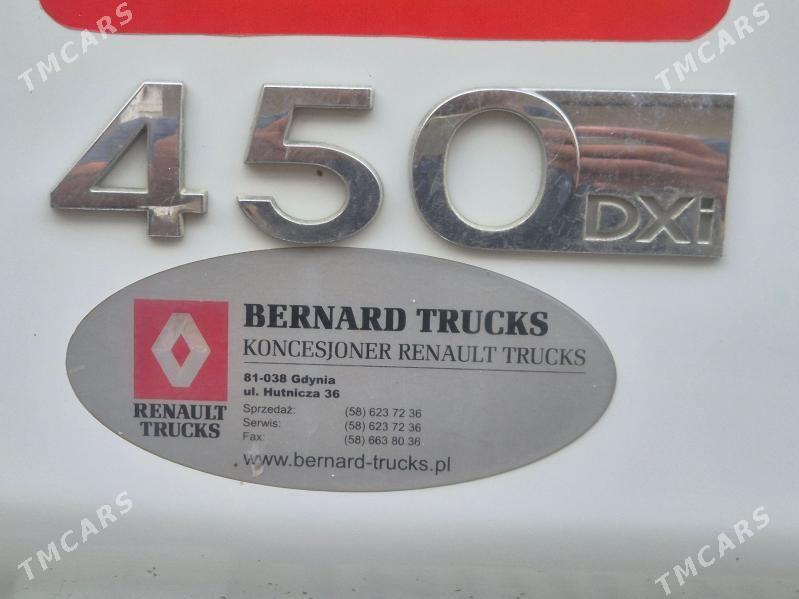 TMCARS
TMCARS
450 DXi
BERNARD TRUCKS
KONCESJONER RENAULT TRUCKS
81-038 Gdynia
ul. Hutnicza 36
Sprzedaż: (58) 623 72 36
Serwis: (58) 623 72 36
Fax: (58) 663 80 36
www.bernard-trucks.pl
RENAULT
TRUCKS
TMCARS
TMCARS